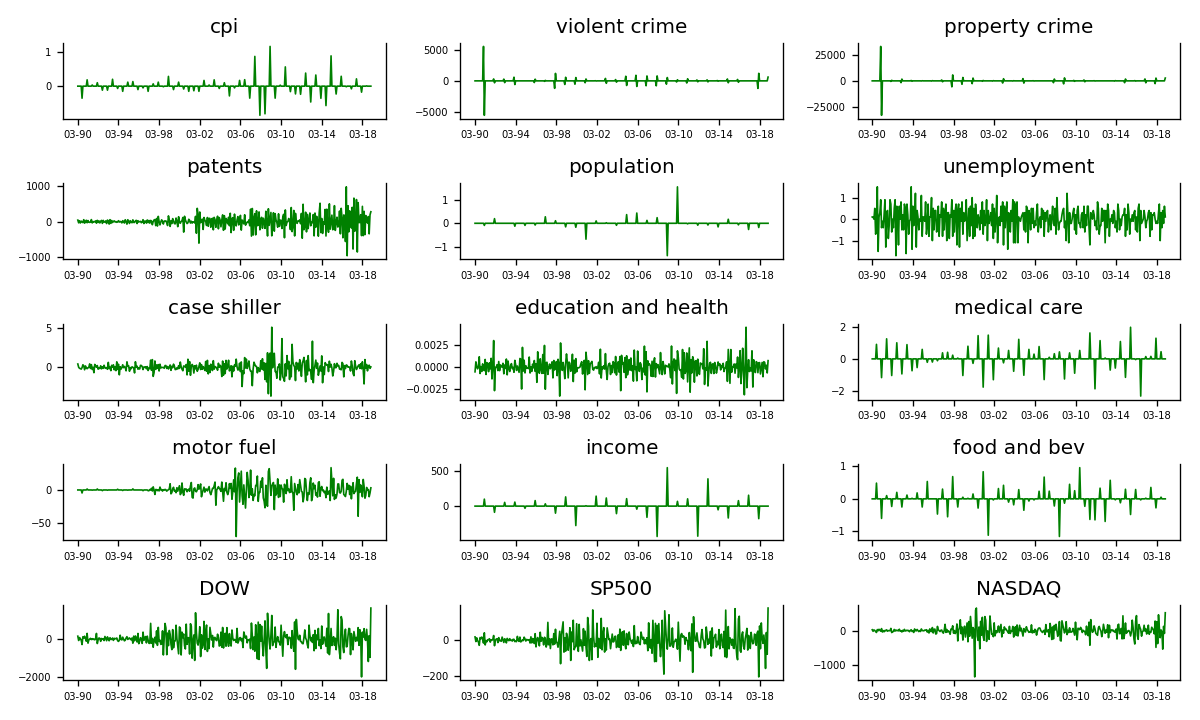 cpi
violent crime
property crime
1
0
5000
0
−5000
25000
0
−25000
03-90 03-94 03-98 03-02 03-06 03-10 03-14 03-18
03-90 03-94 03-98 03-02 03-06 03-10 03-14 03-18
03-90 03-94 03-98 03-02 03-06 03-10 03-14 03-18
patents
population
unemployment
1000
0
−1000
1
0
−1
1
0
−1
03-90 03-94 03-98 03-02 03-06 03-10 03-14 03-18
03-90 03-94 03-98 03-02 03-06 03-10 03-14 03-18
03-90 03-94 03-98 03-02 03-06 03-10 03-14 03-18
case shiller
education and health
medical care
5
0
0.0025
0.0000
−0.0025
2
0
−2
03-90 03-94 03-98 03-02 03-06 03-10 03-14 03-18
03-90 03-94 03-98 03-02 03-06 03-10 03-14 03-18
03-90 03-94 03-98 03-02 03-06 03-10 03-14 03-18
motor fuel
income
food and bev
0
−50
500
0
1
0
−1
03-90 03-94 03-98 03-02 03-06 03-10 03-14 03-18
03-90 03-94 03-98 03-02 03-06 03-10 03-14 03-18
03-90 03-94 03-98 03-02 03-06 03-10 03-14 03-18
DOW
SP500
NASDAQ
0
−2000
0
−200
0
−1000
03-90 03-94 03-98 03-02 03-06 03-10 03-14 03-18
03-90 03-94 03-98 03-02 03-06 03-10 03-14 03-18
03-90 03-94 03-98 03-02 03-06 03-10 03-14 03-18